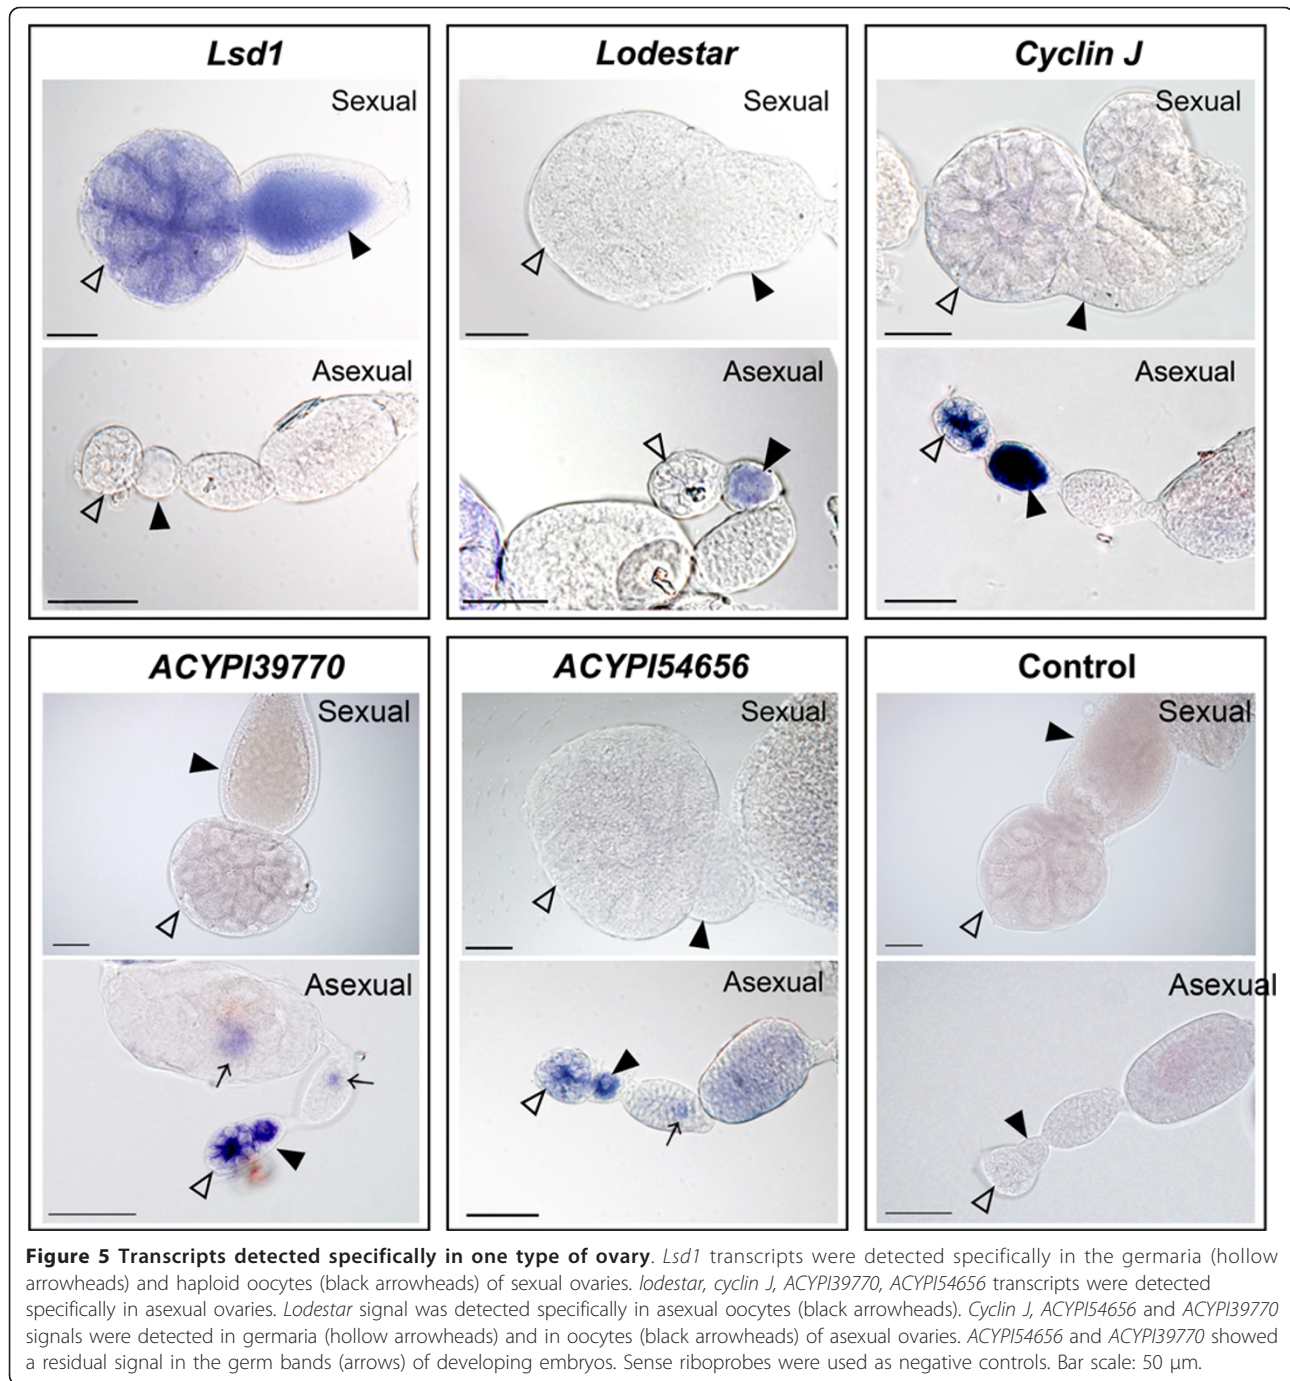 Lsd1
Sexual
Asexual
Lodestar
Sexual
Asexual
Cyclin J
Sexual
Asexual
ACYPI39770
Sexual
Asexual
ACYPI54656
Sexual
Asexual
Control
Sexual
Asexual
Figure 5 Transcripts detected specifically in one type of ovary. Lsd1 transcripts were detected specifically in the germaria (hollow
arrowheads) and haploid oocytes (black arrowheads) of sexual ovaries. lodestar, cyclin J, ACYPI39770, ACYPI54656 transcripts were detected
specifically in asexual ovaries. Lodestar signal was detected specifically in asexual oocytes (black arrowheads). Cyclin J, ACYPI54656 and ACYPI39770
signals were detected in germaria (hollow arrowheads) and in oocytes (black arrowheads) of asexual ovaries. ACYPI54656 and ACYPI39770 showed
a residual signal in the germ bands (arrows) of developing embryos. Sense riboprobes were used as negative controls. Bar scale: 50 μm.